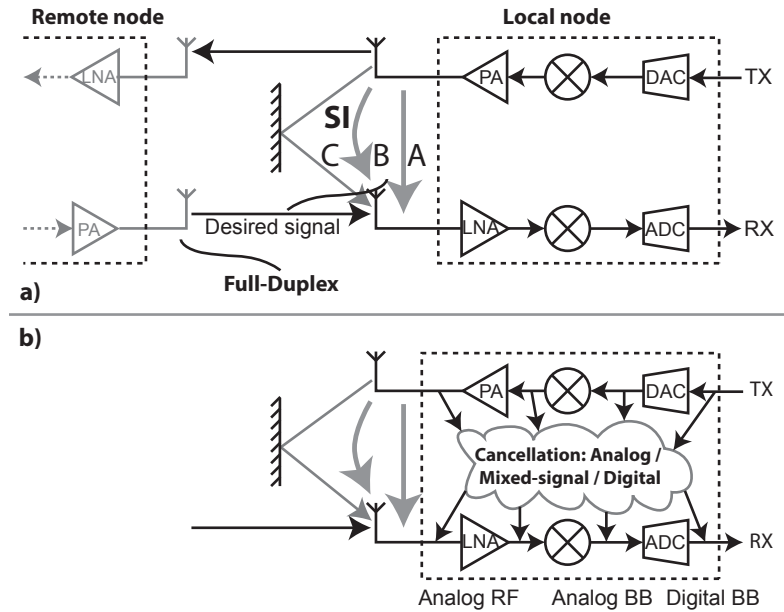 Remote node
Local node
LNA
PA
DAC
TX
SI
C
B
A
PA
Desired signal
LNA
ADC
RX
Full-Duplex
a)
b)
PA
DAC
TX
Cancellation: Analog /
Mixed-signal / Digital
LNA
ADC
RX
Analog RF
Analog BB
Digital BB